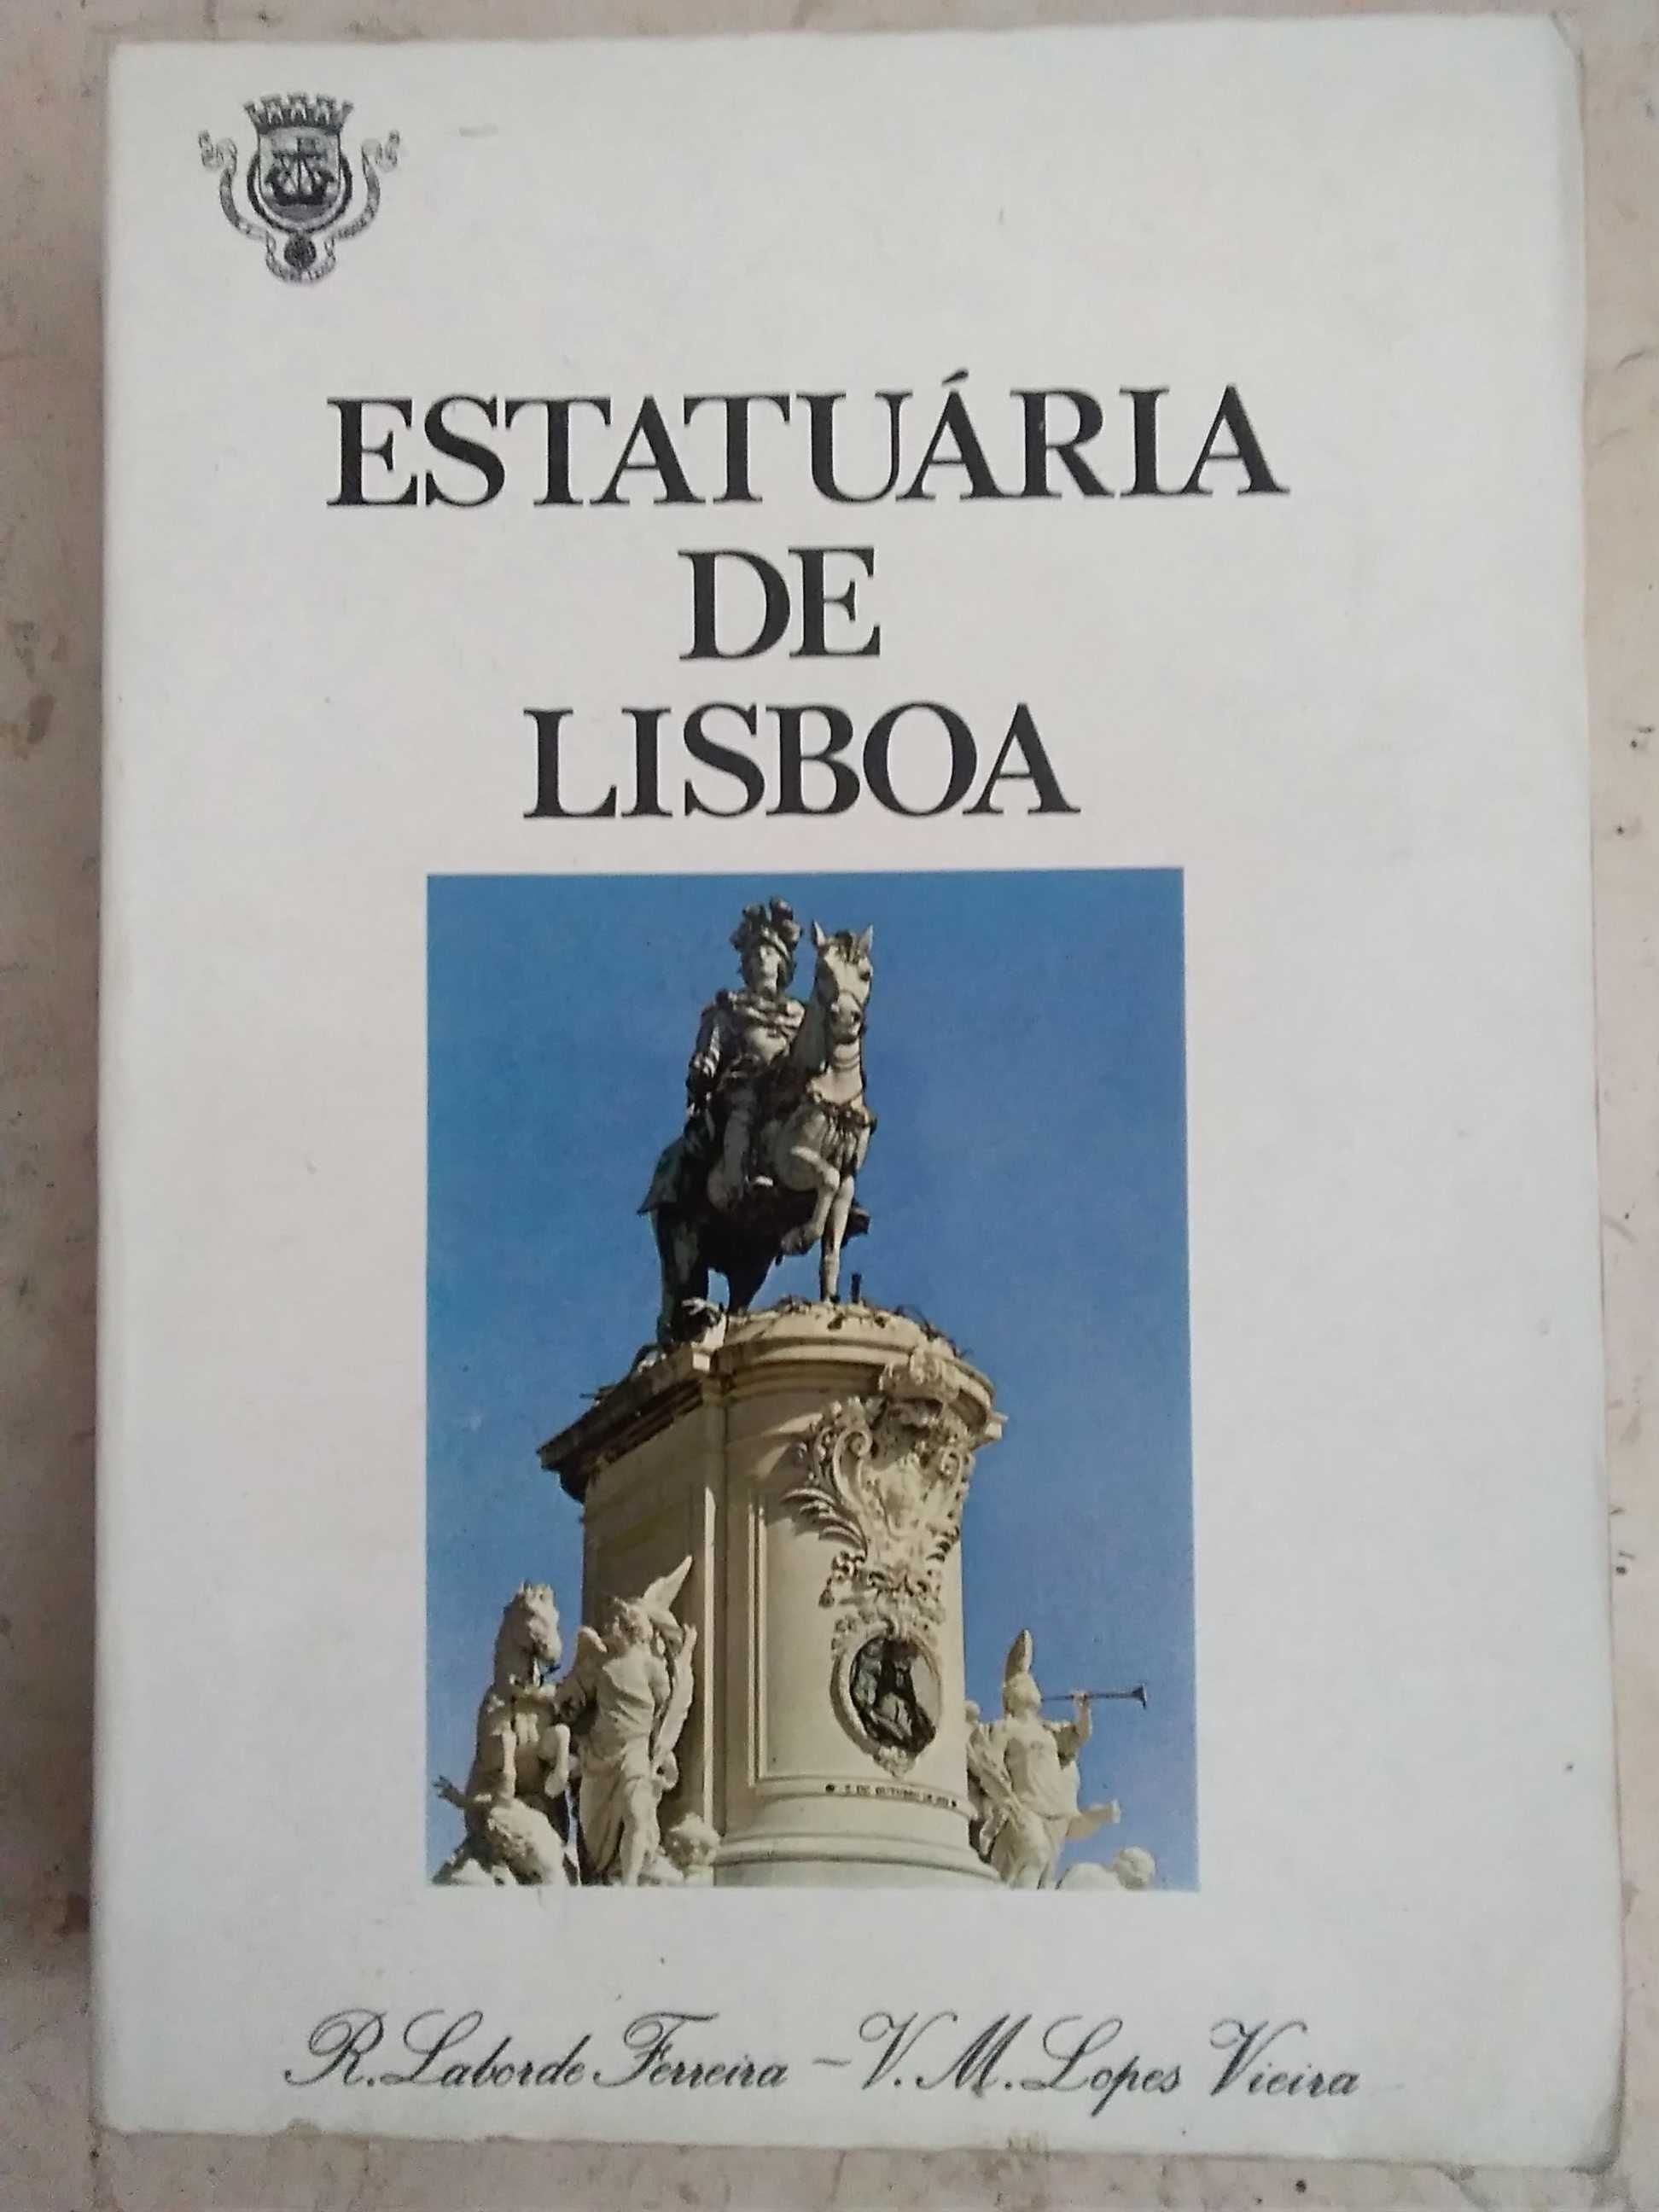 ESTATUÁRIA
DE
LISBOA
R. Laborde Ferreira – V. M. Lopes Vieira